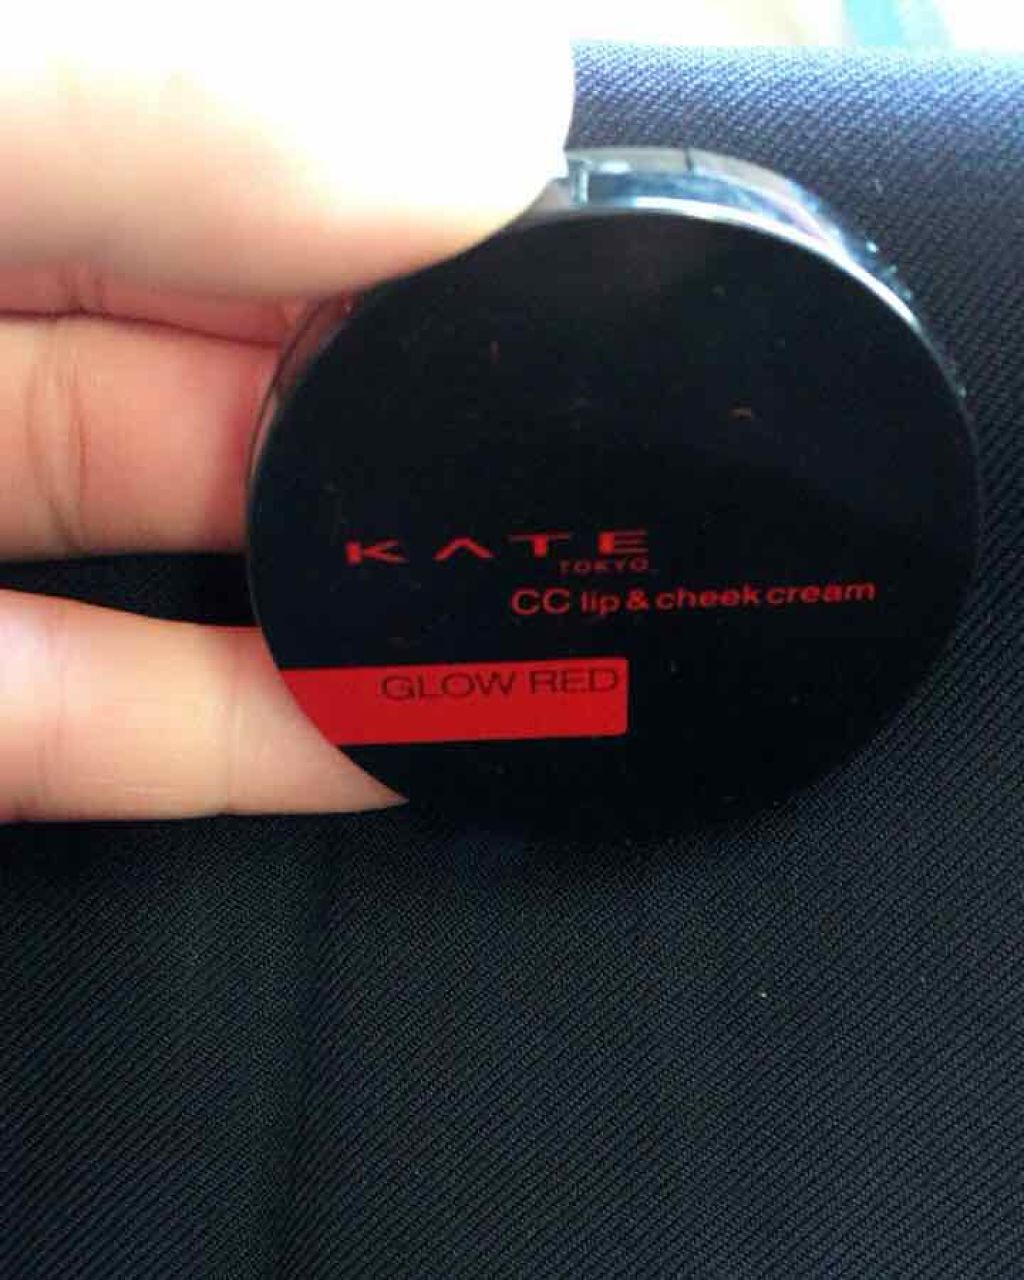 KATE
TOKYO
CC lip & cheek cream
GLOW RED